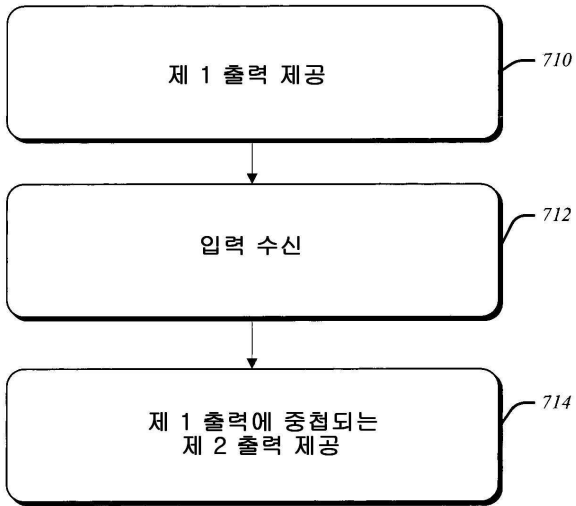 제 1 출력 제공
710
입력 수신
712
제 1 출력에 중첩되는
제 2 출력 제공
714